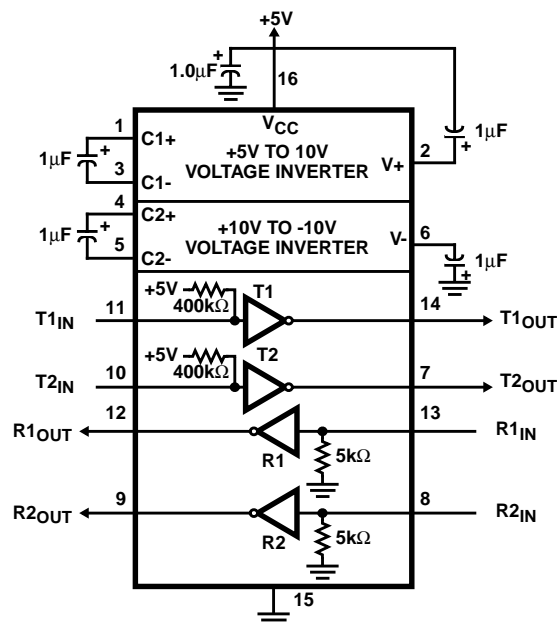 +5V
1.0µF
+
16
+
1µF
VCC
+5V TO 10V
VOLTAGE INVERTER
1
C1+
1µF
+
3
C1-
V+
2
4
C2+
+10V TO -10V
VOLTAGE INVERTER
1µF
+
5
C2-
V-
6
1µF
+
+5V
400kΩ
T1
T1IN
11
14
T1OUT
+5V
400kΩ
T2
T2IN
10
7
T2OUT
R1OUT
12
R1
5kΩ
13
R1IN
R2OUT
9
R2
5kΩ
8
R2IN
15